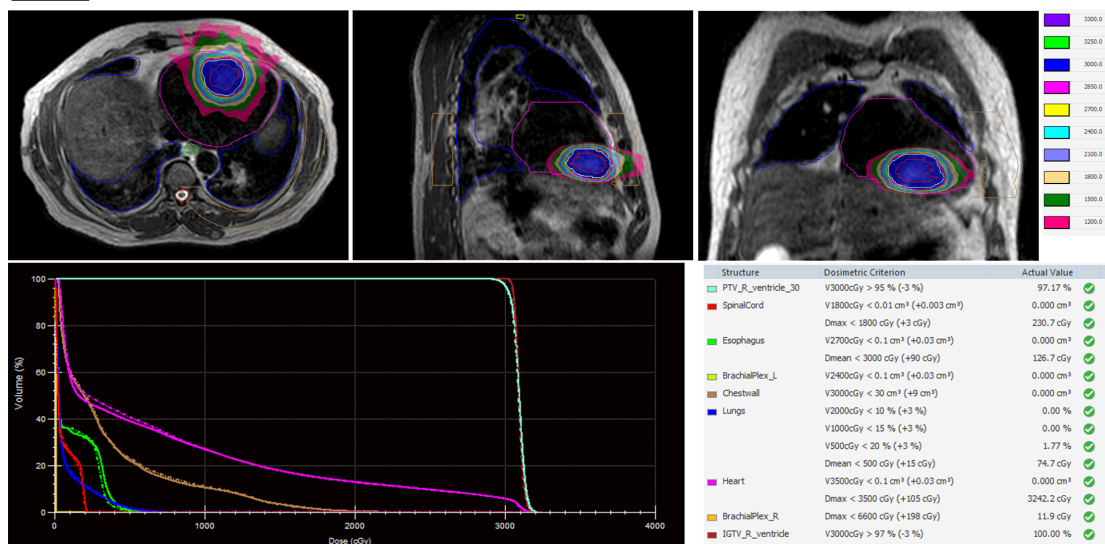 3300.0
3250.0
3000.0
2850.0
2700.0
2400.0
2100.0
1800.0
1500.0
1200.0
100
80
60
40
20
0
Volume (%)
0 1000 2000 3000 4000
Dose (cGy)
Structure Dosimetric Criterion Actual Value
PTV_R_ventricle_30 V3000cGy > 95 % (-3 %) 97.17 %
SpinalCord V1800cGy < 0.01 cm³ (+0.003 cm³) 0.000 cm³
Dmax < 1800 cGy (+3 cGy) 230.7 cGy
Esophagus V2700cGy < 0.1 cm³ (+0.03 cm³) 0.000 cm³
Dmean < 3000 cGy (+90 cGy) 126.7 cGy
BrachialPlex_L V2400cGy < 0.1 cm³ (+0.03 cm³) 0.000 cm³
Chestwall V3000cGy < 30 cm³ (+9 cm³) 0.000 cm³
Lungs V2000cGy < 10 % (+3 %) 0.00 %
V1000cGy < 15 % (+3 %) 0.00 %
V500cGy < 20 % (+3 %) 1.77 %
Dmean < 500 cGy (+15 cGy) 74.7 cGy
Heart V3500cGy < 0.1 cm³ (+0.03 cm³) 0.000 cm³
Dmax < 3500 cGy (+105 cGy) 3242.2 cGy
BrachialPlex_R Dmax < 6600 cGy (+198 cGy) 11.9 cGy
IGTV_R_ventricle V3000cGy > 97 % (-3 %) 100.00 %